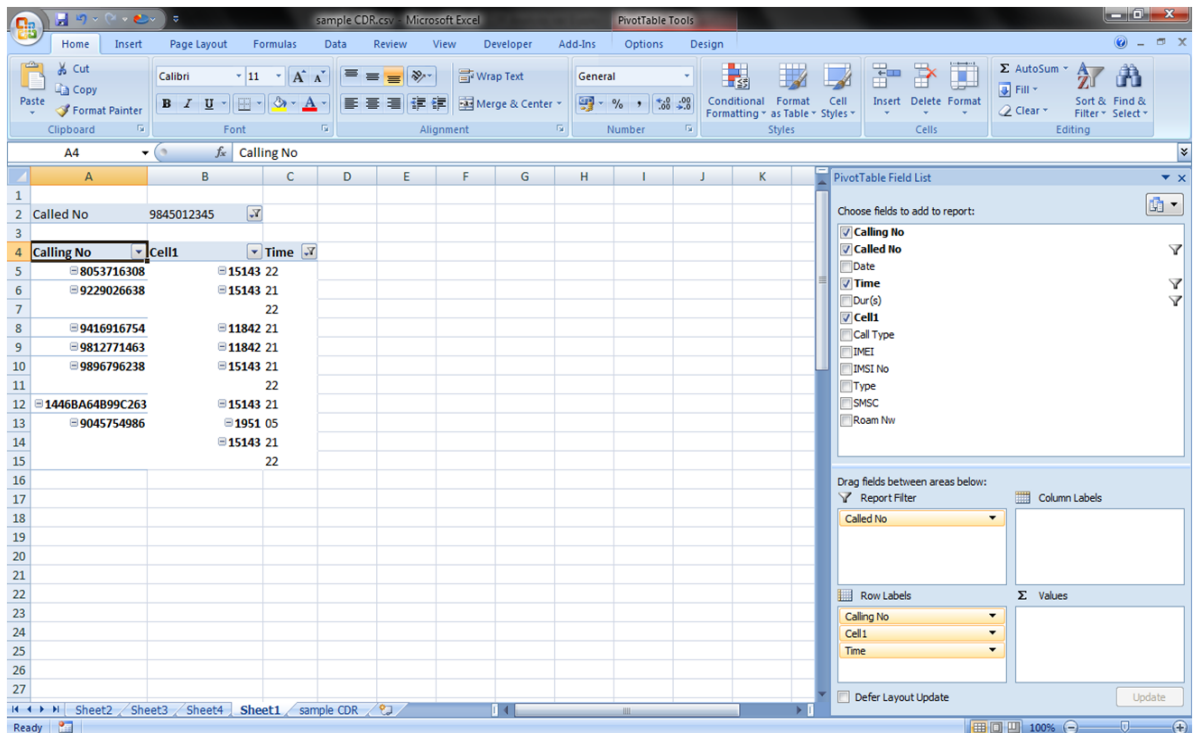 sample CDR.csv - Microsoft Excel PivotTable Tools
Home Insert Page Layout Formulas Data Review View Developer Add-Ins Options Design
Paste Cut Copy Format Painter
Calibri 11 A A
B I U A
Wrap Text
Merge & Center
General
% ,
Conditional Formatting Format as Table Cell Styles
Insert Delete Format
Σ AutoSum Fill Clear
Sort & Filter Find & Select
Clipboard Font Alignment Number Styles Cells Editing
A4 fx Calling No
A B C D E F G H I J K
1
2 Called No 9845012345
3
4 Calling No Cell1 Time
5 8053716308 15143 22
6 9229026638 15143 21
7 22
8 9416916754 11842 21
9 9812771463 11842 21
10 9896796238 15143 21
11 22
12 1446BA64B99C263 15143 21
13 9045754986 1951 05
14 15143 21
15 22
16
17
18
19
20
21
22
23
24
25
26
27
PivotTable Field List
Choose fields to add to report:
Calling No
Called No
Date
Time
Dur(s)
Cell1
Call Type
IMEI
IMSI No
Type
SMSC
Roam Nw
Drag fields between areas below:
Report Filter Column Labels
Called No
Row Labels Σ Values
Calling No
Cell1
Time
Defer Layout Update Update
Sheet2 Sheet3 Sheet4 Sheet1 sample CDR
Ready 100%